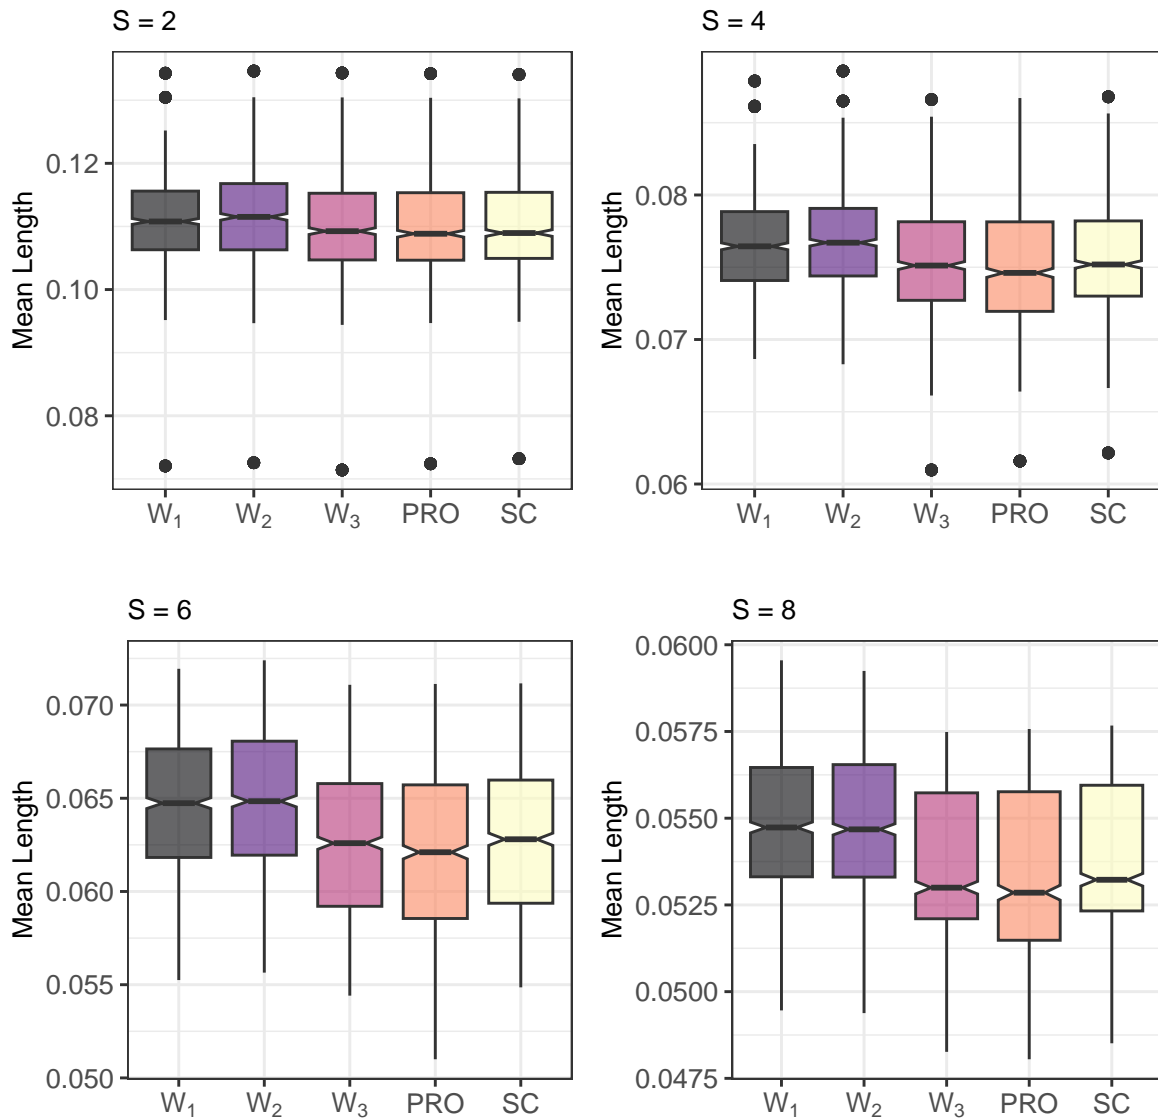 S = 2
Mean Length
0.12
0.10
0.08
W₁ W₂ W₃ PRO SC
S = 4
Mean Length
0.08
0.07
0.06
W₁ W₂ W₃ PRO SC
S = 6
Mean Length
0.070
0.065
0.060
0.055
0.050
W₁ W₂ W₃ PRO SC
S = 8
Mean Length
0.0600
0.0575
0.0550
0.0525
0.0500
0.0475
W₁ W₂ W₃ PRO SC